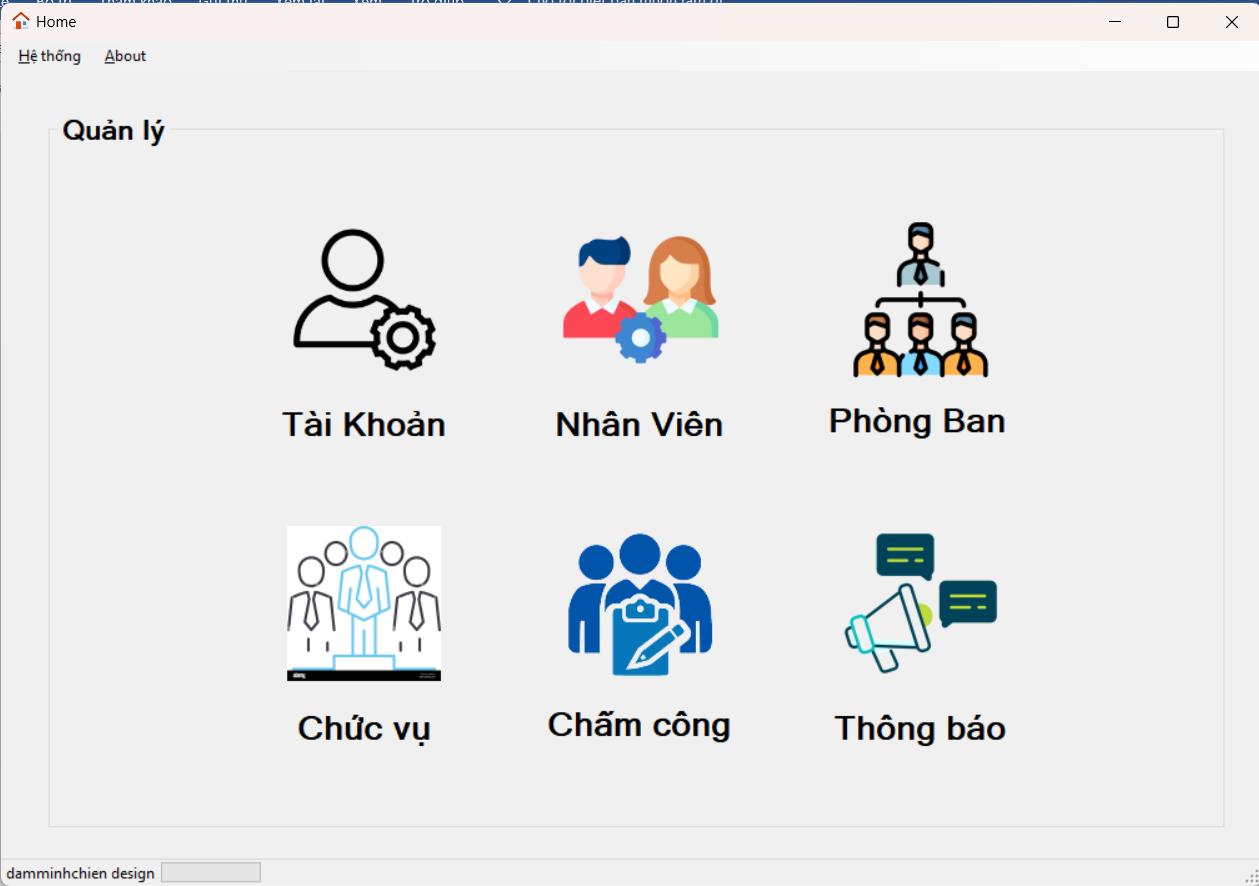 Home
Hệ thống About
Quản lý
Tài Khoản Nhân Viên Phòng Ban
alamy
Chức vụ Chấm công Thông báo
damminhchien design